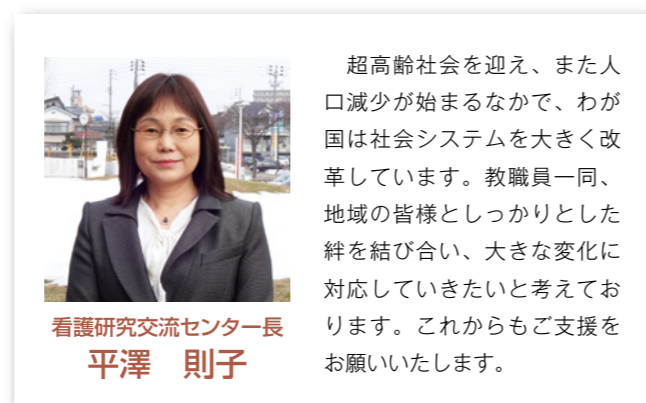 看護研究交流センター長
平澤　則子
　超高齢社会を迎え、また人
口減少が始まるなかで、わが
国は社会システムを大きく改
革しています。教職員一同、
地域の皆様としっかりとした
絆を結び合い、大きな変化に
対応していきたいと考えてお
ります。これからもご支援を
お願いいたします。